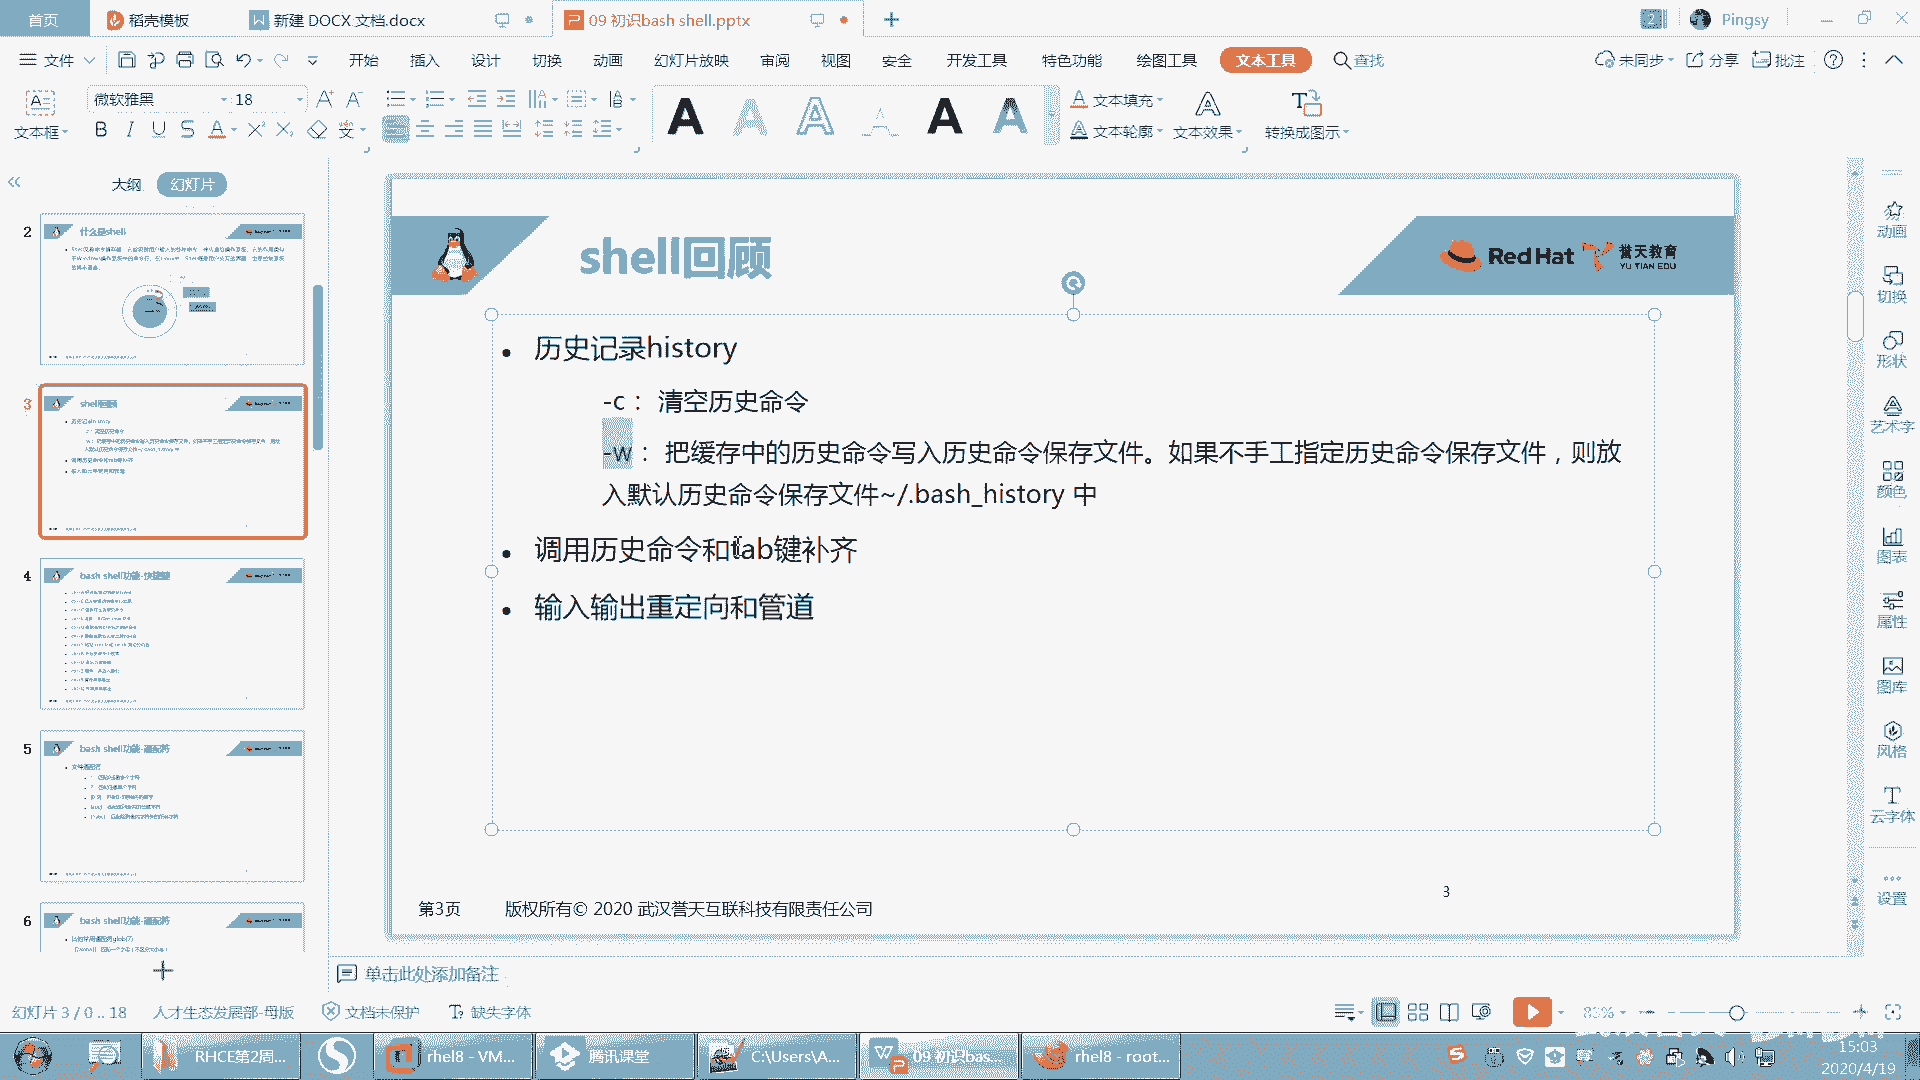 首页
稻壳模板
新建 DOCX 文档.docx
09 初识bash shell.pptx
2
Pingsy
文件
开始
插入
设计
切换
动画
幻灯片放映
审阅
视图
安全
开发工具
特色功能
绘图工具
文本工具
查找
未同步
分享
批注
文本框
微软雅黑
18
文本填充
文本轮廓
文本效果
转换成图示
大纲
幻灯片
2
什么是shell
3
shell回顾
4
bash shell功能-快捷键
5
bash shell功能-通配符
6
bash shell功能-通配符
shell回顾
Red Hat
誉天教育
YU TIAN EDU
历史记录history
-c： 清空历史命令
-w： 把缓存中的历史命令写入历史命令保存文件。如果不手工指定历史命令保存文件，则放
入默认历史命令保存文件~/.bash_history 中
调用历史命令和tab键补齐
输入输出重定向和管道
3
第3页
版权所有© 2020 武汉誉天互联科技有限责任公司
单击此处添加备注
动画
切换
形状
艺术字
颜色
图表
属性
图库
风格
云字体
设置
幻灯片 3 / 0 .. 18
人才生态发展部-母版
文档未保护
缺失字体
83%
RHCE第2周...
rhel8 - VM...
腾讯课堂
C:\Users\A...
09 初识bas...
rhel8 - root...
15:03
2020/4/19